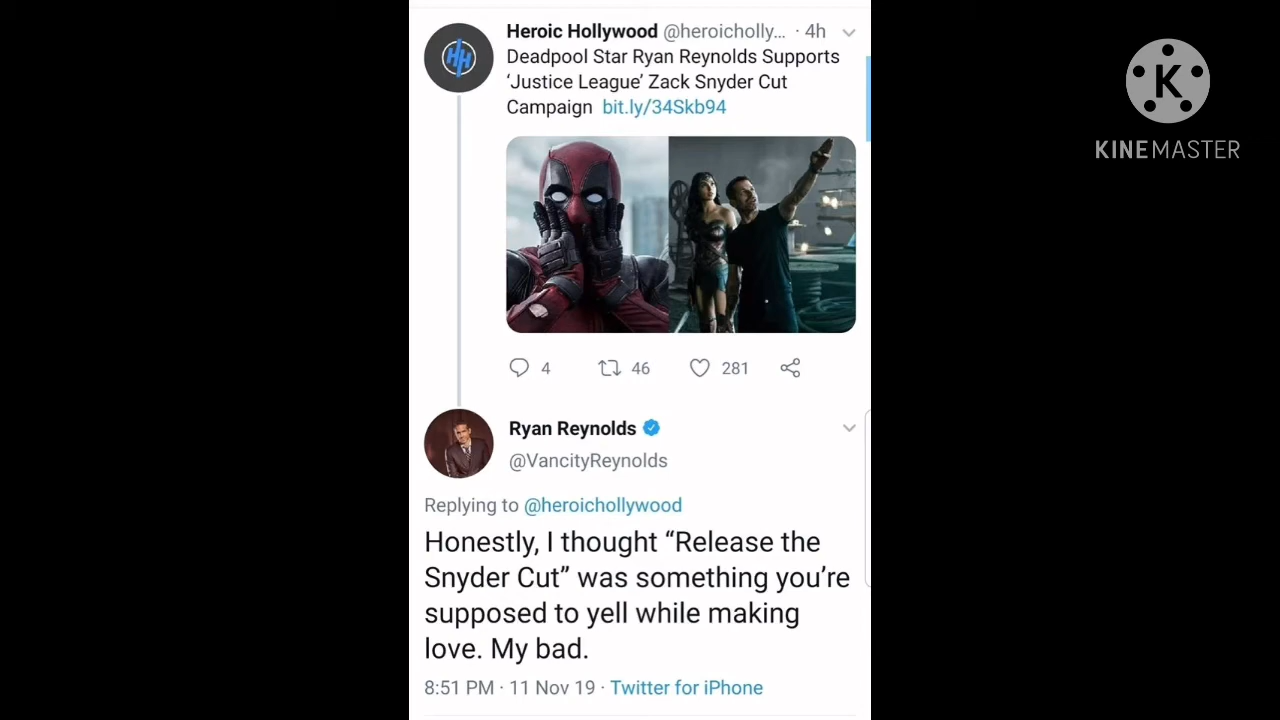 Heroic Hollywood @heroicholly... · 4h
Deadpool Star Ryan Reynolds Supports
‘Justice League’ Zack Snyder Cut
Campaign bit.ly/34Skb94
HH
4 46 281
Ryan Reynolds
@VancityReynolds
Replying to @heroichollywood
Honestly, I thought “Release the
Snyder Cut” was something you’re
supposed to yell while making
love. My bad.
8:51 PM · 11 Nov 19 · Twitter for iPhone
K
KINEMASTER